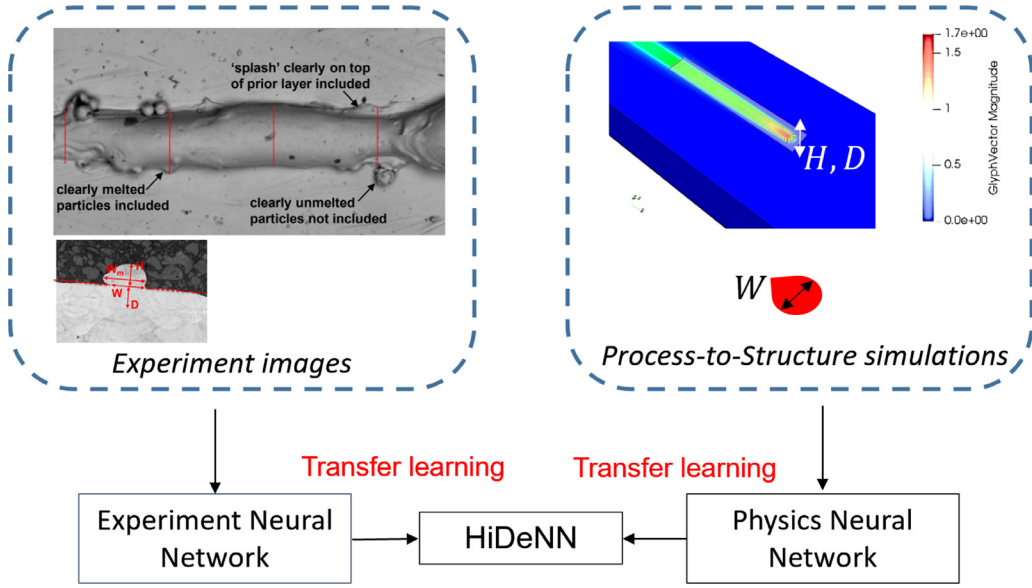 'splash' clearly on top
of prior layer included
clearly melted
particles included
clearly unmelted
particles not included
Wm
H
W
D
Experiment images
1.7e+00
1.5
1
0.5
0.0e+00
GlyphVector Magnitude
H, D
W
Process-to-Structure simulations
Transfer learning
Transfer learning
Experiment Neural
Network
HiDeNN
Physics Neural
Network